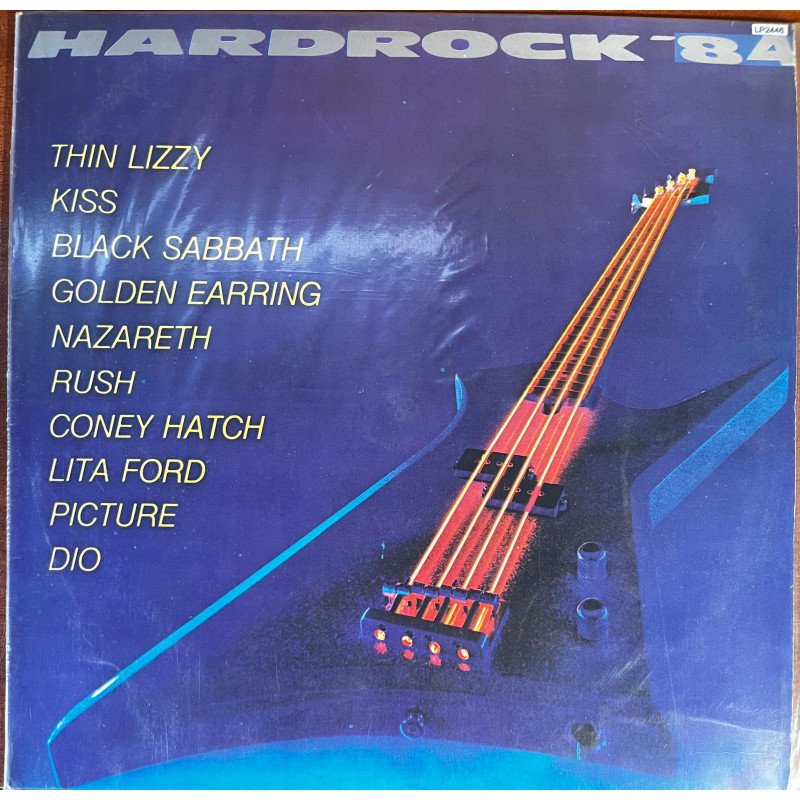 HARDROCK '84
LP2446
THIN LIZZY
KISS
BLACK SABBATH
GOLDEN EARRING
NAZARETH
RUSH
CONEY HATCH
LITA FORD
PICTURE
DIO